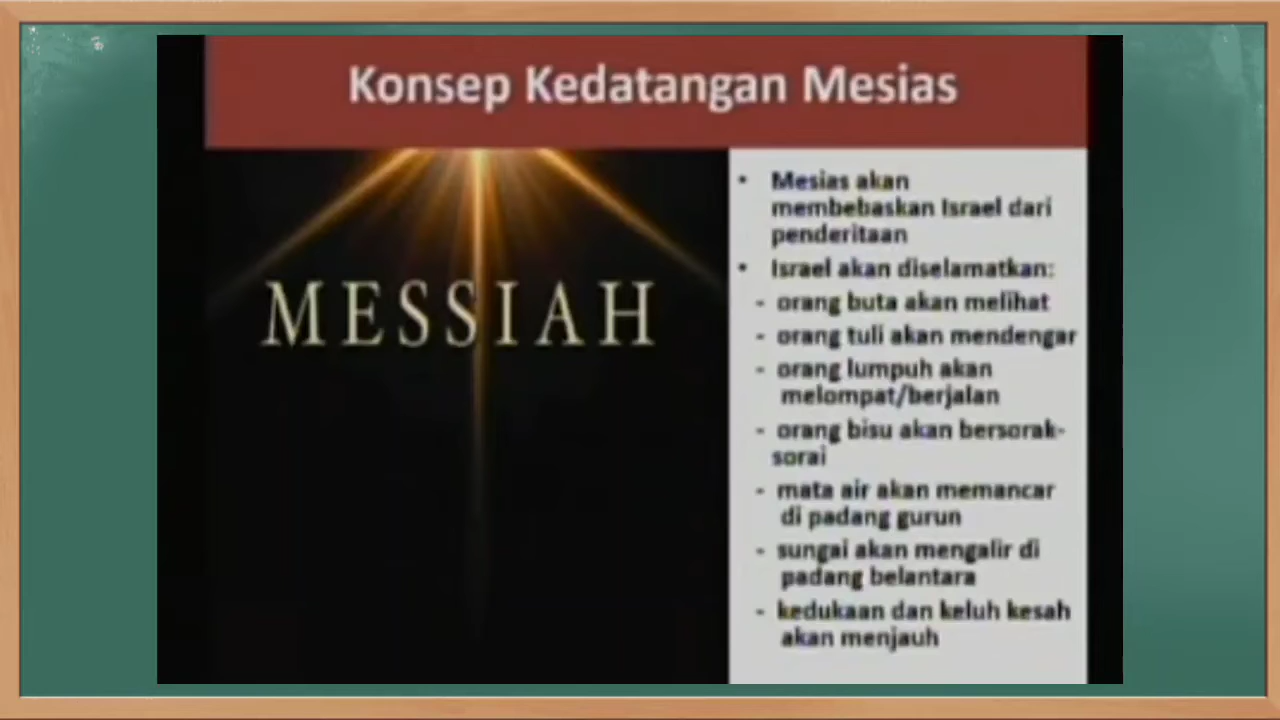 Konsep Kedatangan Mesias
MESSIAH
• Mesias akan
membebaskan Israel dari
penderitaan
• Israel akan diselamatkan:
- orang buta akan melihat
- orang tuli akan mendengar
- orang lumpuh akan
melompat/berjalan
- orang bisu akan bersorak-
sorai
- mata air akan memancar
di padang gurun
- sungai akan mengalir di
padang belantara
- kedukaan dan keluh kesah
akan menjauh